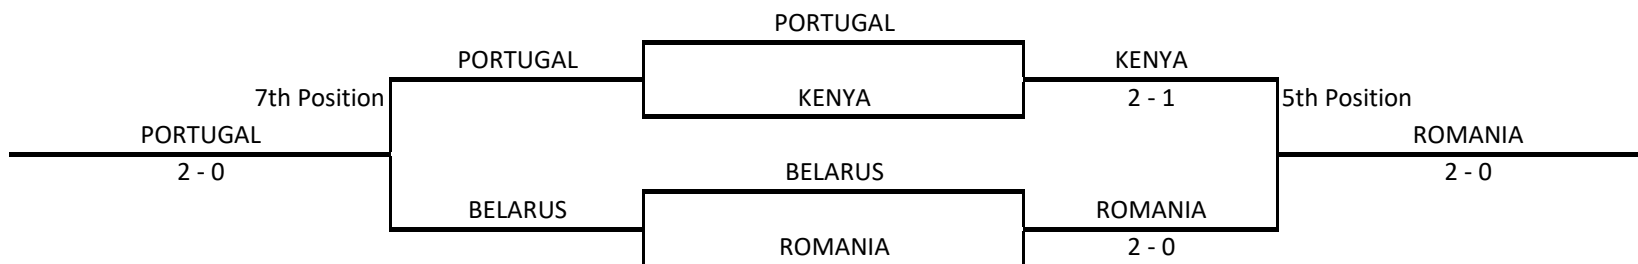 PORTUGAL
PORTUGAL KENYA
7th Position KENYA 2 - 1 5th Position
PORTUGAL ROMANIA
2 - 0 BELARUS 2 - 0
BELARUS ROMANIA
ROMANIA 2 - 0